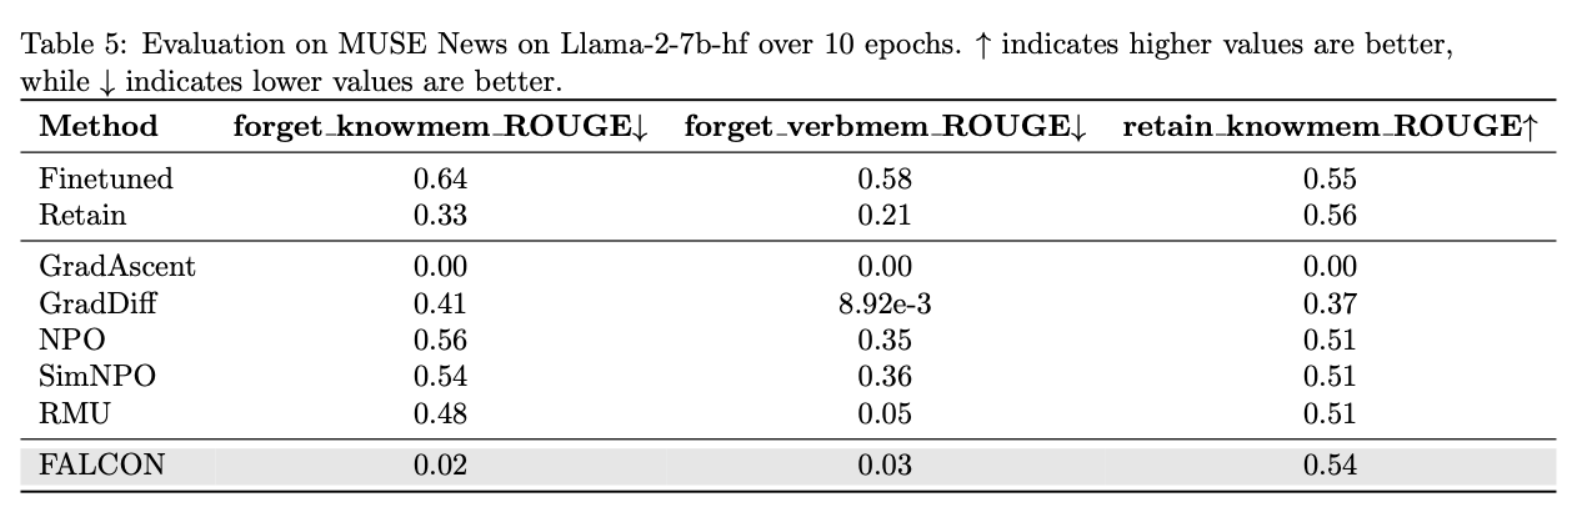 Table 5: Evaluation on MUSE News on Llama-2-7b-hf over 10 epochs. ↑ indicates higher values are better,
while ↓ indicates lower values are better.
Method forget_knowmem_ROUGE↓ forget_verbmem_ROUGE↓ retain_knowmem_ROUGE↑
Finetuned 0.64 0.58 0.55
Retain 0.33 0.21 0.56
GradAscent 0.00 0.00 0.00
GradDiff 0.41 8.92e-3 0.37
NPO 0.56 0.35 0.51
SimNPO 0.54 0.36 0.51
RMU 0.48 0.05 0.51
FALCON 0.02 0.03 0.54